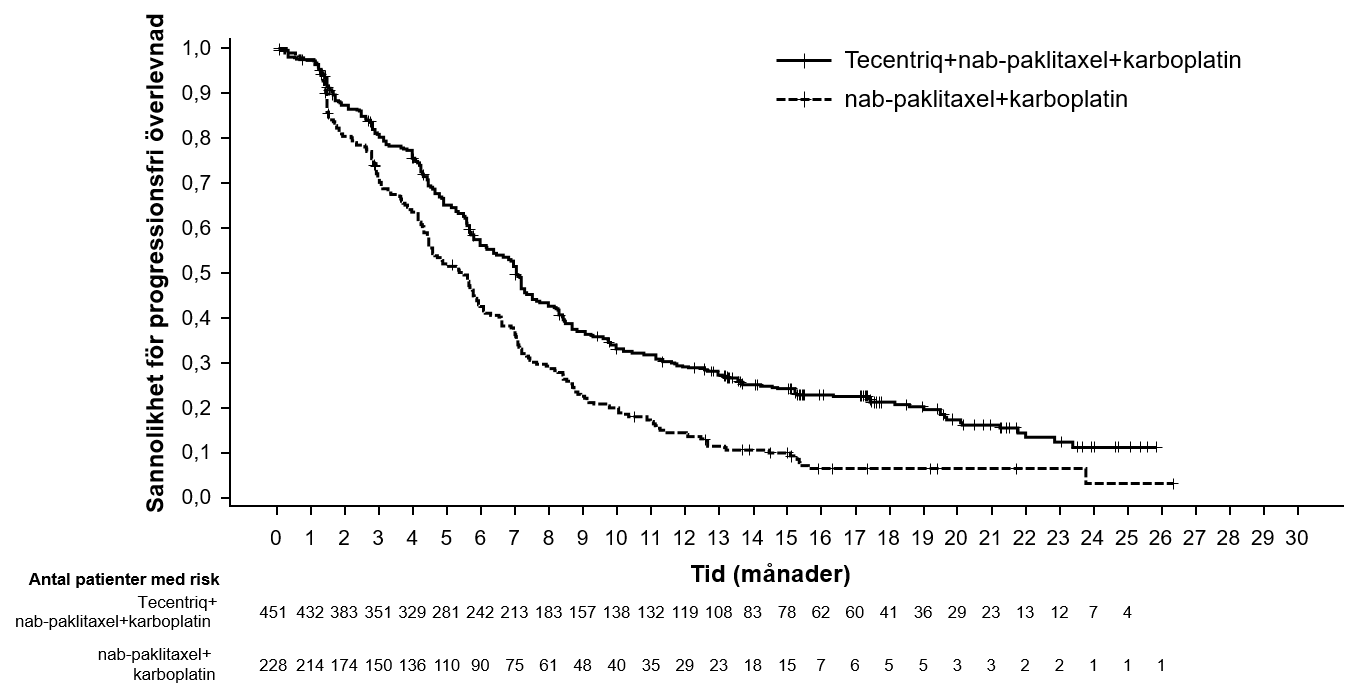 Sannolikhet för progressionsfri överlevnad
1,0
0,9
0,8
0,7
0,6
0,5
0,4
0,3
0,2
0,1
0,0
Tecentriq+nab-paklitaxel+karboplatin
nab-paklitaxel+karboplatin
0 1 2 3 4 5 6 7 8 9 10 11 12 13 14 15 16 17 18 19 20 21 22 23 24 25 26 27 28 29 30
Tid (månader)
Antal patienter med risk
Tecentriq+
nab-paklitaxel+karboplatin
451 432 383 351 329 281 242 213 183 157 138 132 119 108 83 78 62 60 41 36 29 23 13 12 7 4
nab-paklitaxel+
karboplatin
228 214 174 150 136 110 90 75 61 48 40 35 29 23 18 15 7 6 5 5 3 3 2 2 1 1 1